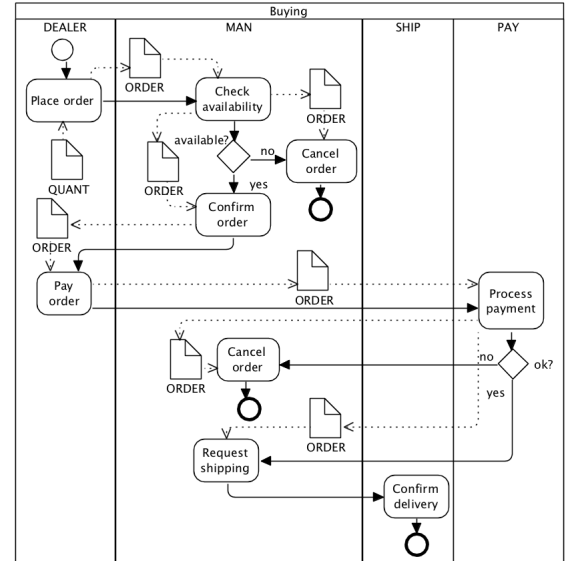 Buying
DEALER
MAN
SHIP
PAY
ORDER
Place order
Check
availability
ORDER
available?
no
Cancel
order
QUANT
ORDER
yes
Confirm
order
ORDER
Pay
order
ORDER
Process
payment
Cancel
order
ORDER
no
ok?
yes
ORDER
Request
shipping
Confirm
delivery